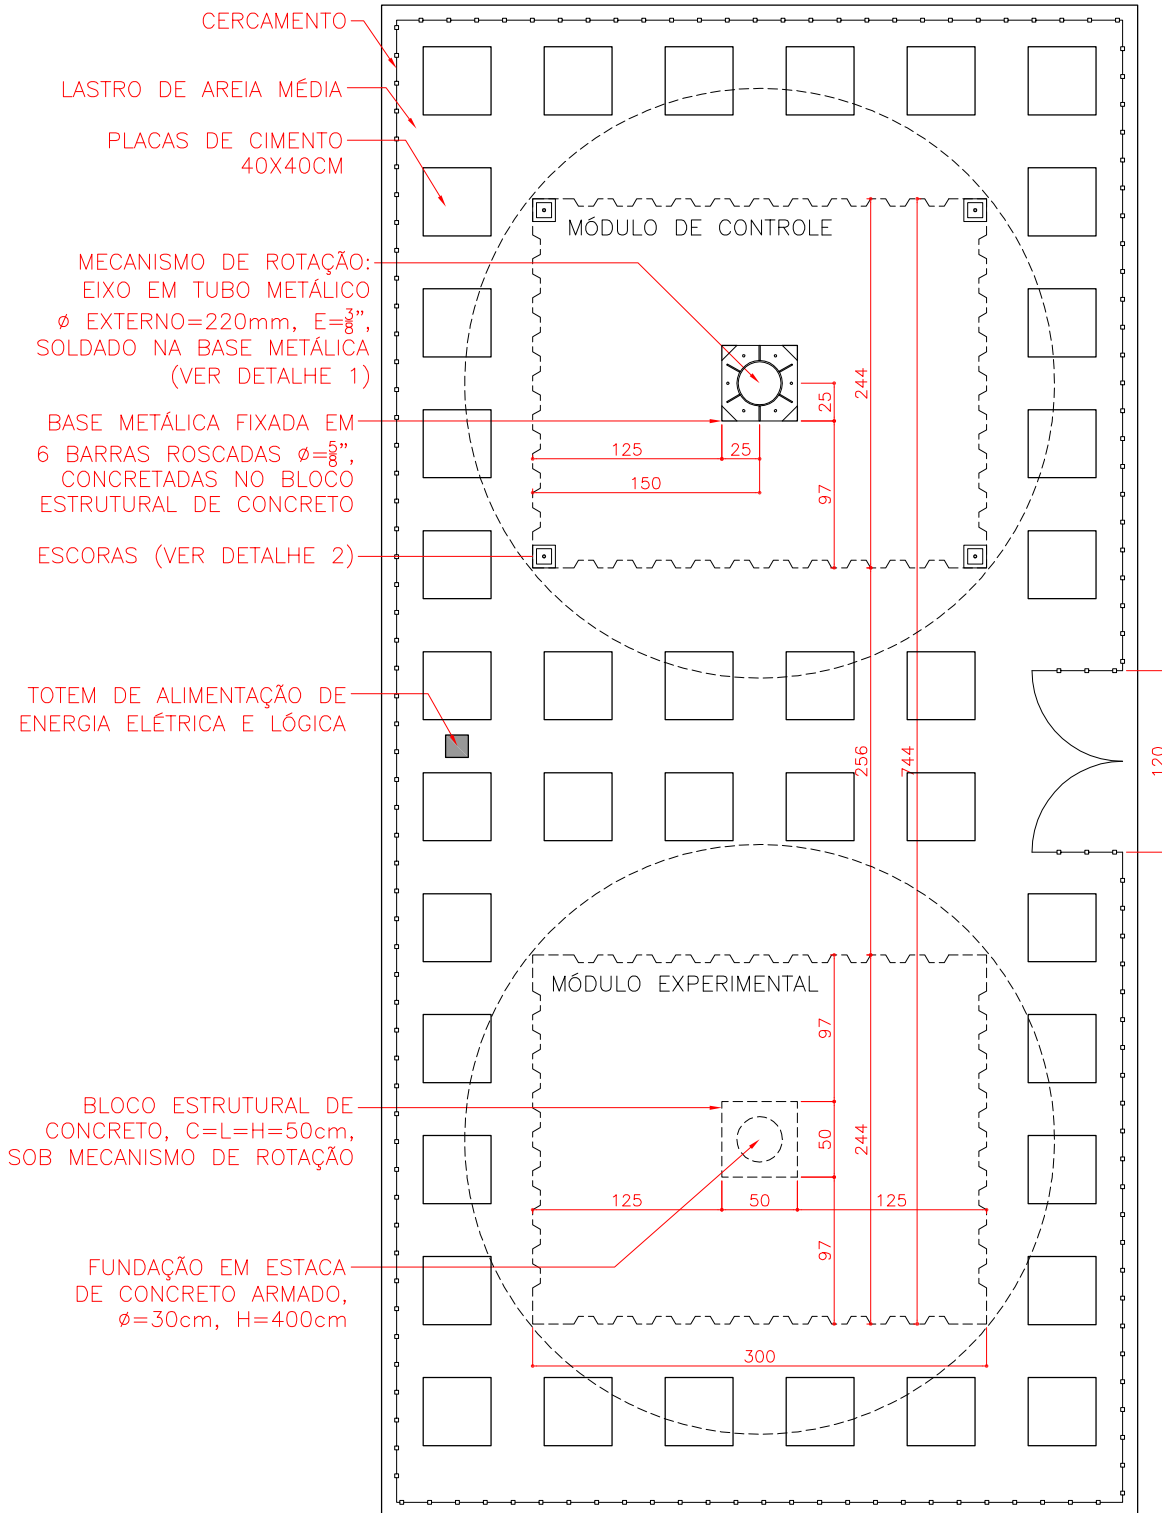 CERCAMENTO
LASTRO DE AREIA MÉDIA
PLACAS DE CIMENTO
40X40CM
MÓDULO DE CONTROLE
MECANISMO DE ROTAÇÃO:
EIXO EM TUBO METÁLICO
Ø EXTERNO=220mm, E=3/8",
SOLDADO NA BASE METÁLICA
(VER DETALHE 1)
BASE METÁLICA FIXADA EM
6 BARRAS ROSCADAS Ø=5/8",
CONCRETADAS NO BLOCO
ESTRUTURAL DE CONCRETO
ESCORAS (VER DETALHE 2)
25
244
125
25
150
97
TOTEM DE ALIMENTAÇÃO DE
ENERGIA ELÉTRICA E LÓGICA
256
744
120
MÓDULO EXPERIMENTAL
97
BLOCO ESTRUTURAL DE
CONCRETO, C=L=H=50cm,
SOB MECANISMO DE ROTAÇÃO
50
244
125
50
125
97
FUNDAÇÃO EM ESTACA
DE CONCRETO ARMADO,
Ø=30cm, H=400cm
300